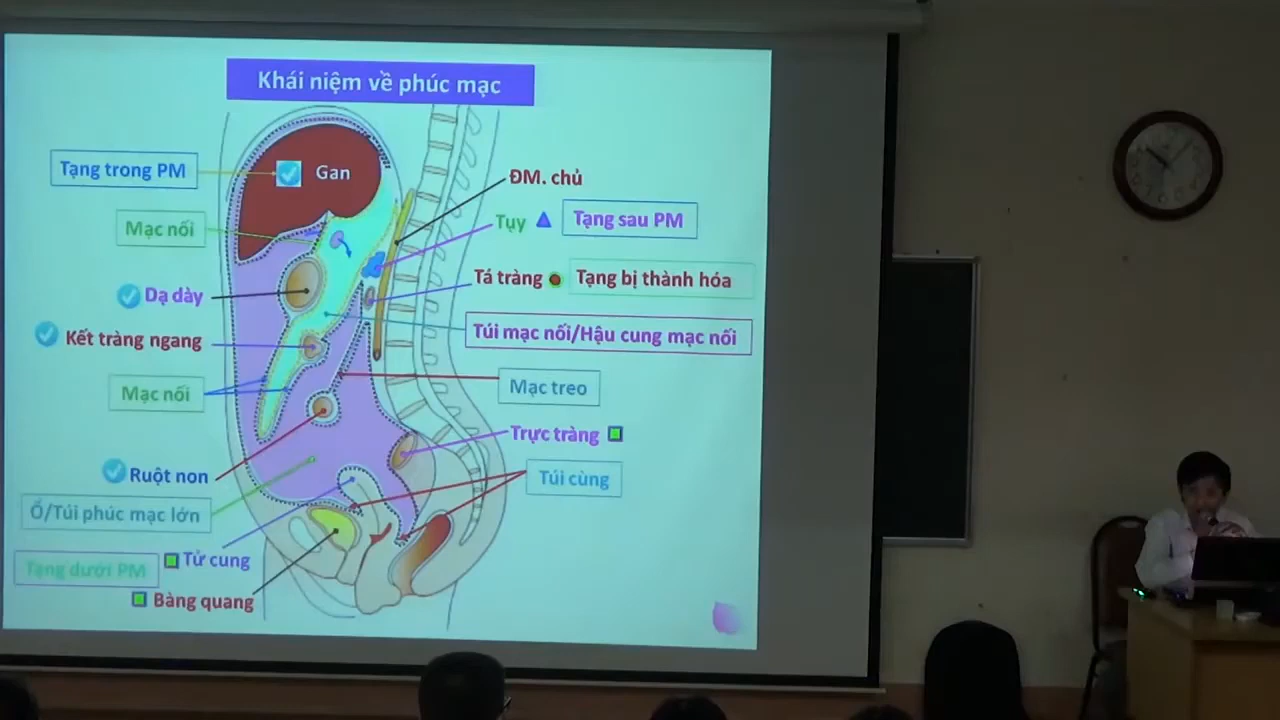 Khái niệm về phúc mạc
Tạng trong PM
Gan
ĐM. chủ
Mạc nối
Tụy
Tạng sau PM
Tá tràng
Tạng bị thành hóa
Dạ dày
Kết tràng ngang
Túi mạc nối/Hậu cung mạc nối
Mạc nối
Mạc treo
Trực tràng
Ruột non
Túi cùng
Ổ/Túi phúc mạc lớn
Tử cung
Tạng dưới PM
Bàng quang